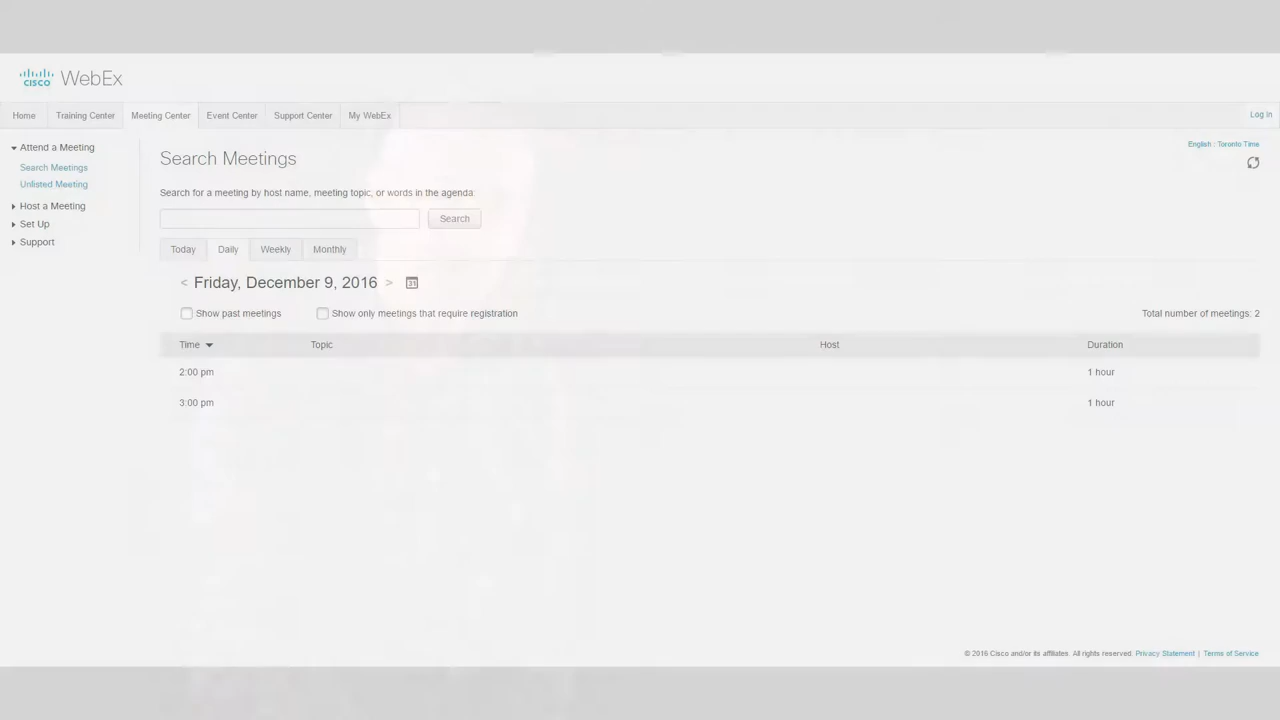 CISCO WebEx
Home Training Center Meeting Center Event Center Support Center My WebEx Log In
Attend a Meeting
Search Meetings
Unlisted Meeting
Host a Meeting
Set Up
Support
English : Toronto Time
Search Meetings
Search for a meeting by host name, meeting topic, or words in the agenda:
Search
Today Daily Weekly Monthly
< Friday, December 9, 2016 > 31
Show past meetings Show only meetings that require registration Total number of meetings: 2
Time Topic Host Duration
2:00 pm 1 hour
3:00 pm 1 hour
© 2016 Cisco and/or its affiliates. All rights reserved. Privacy Statement | Terms of Service